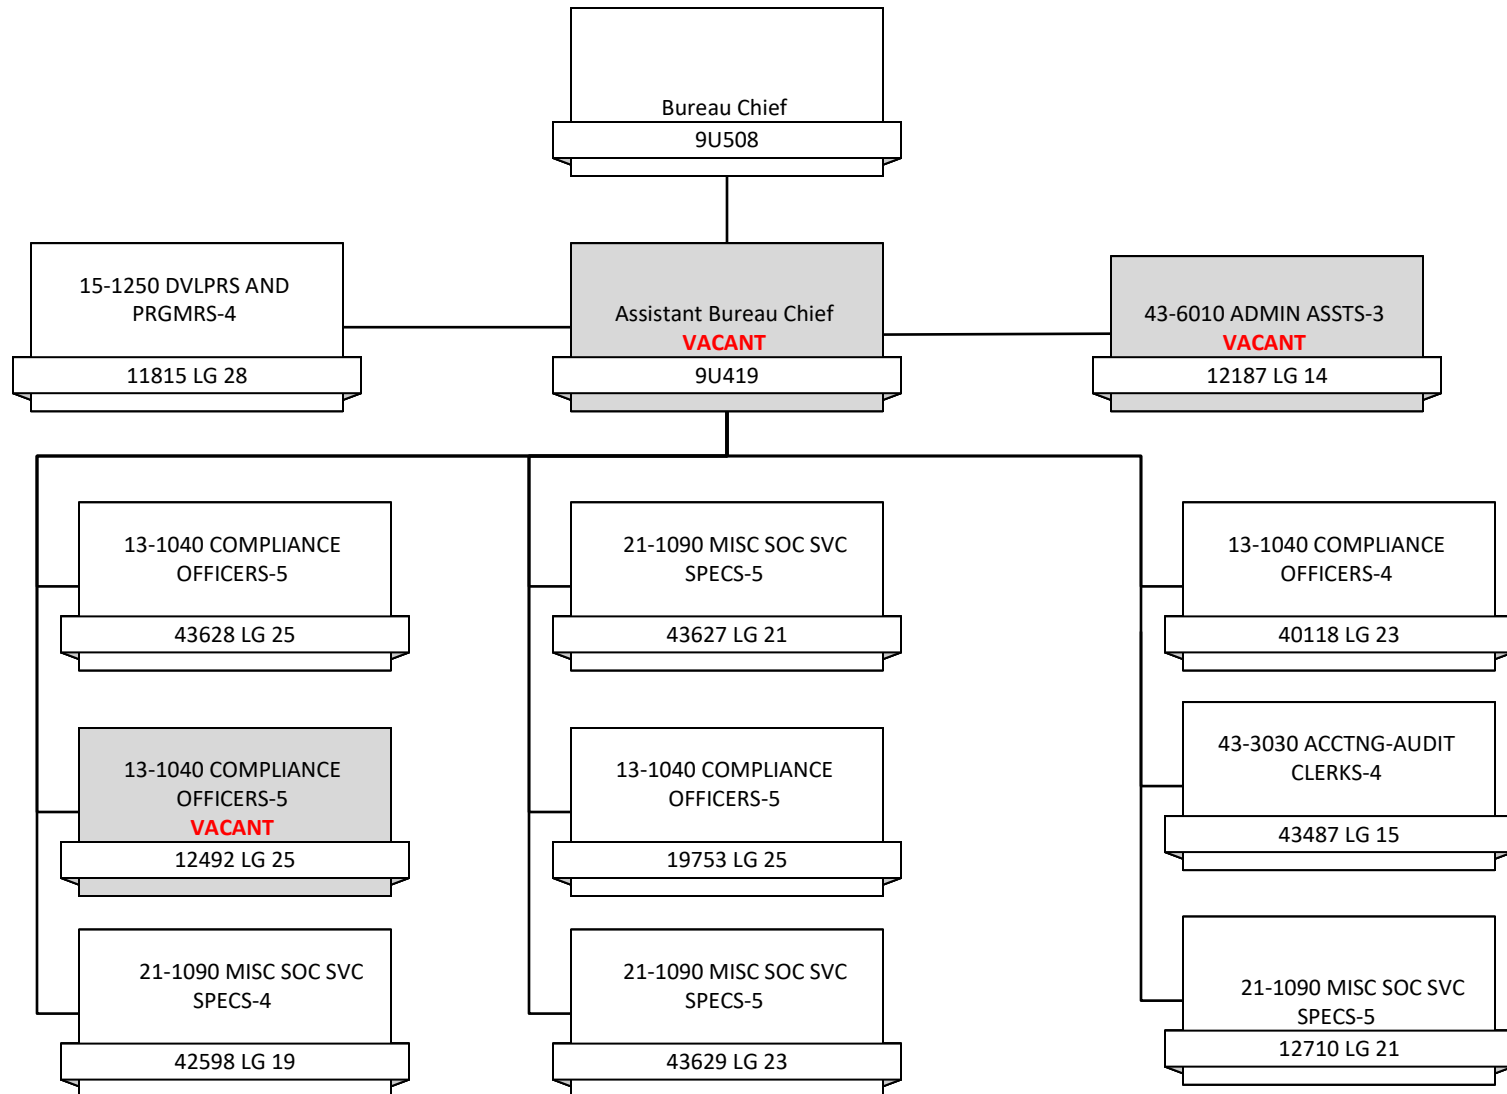 Bureau Chief
9U508
15-1250 DVLPRS AND
PRGMRS-4
11815 LG 28
Assistant Bureau Chief
VACANT
9U419
43-6010 ADMIN ASSTS-3
VACANT
12187 LG 14
13-1040 COMPLIANCE
OFFICERS-5
43628 LG 25
21-1090 MISC SOC SVC
SPECS-5
43627 LG 21
13-1040 COMPLIANCE
OFFICERS-4
40118 LG 23
13-1040 COMPLIANCE
OFFICERS-5
VACANT
12492 LG 25
13-1040 COMPLIANCE
OFFICERS-5
19753 LG 25
43-3030 ACCTNG-AUDIT
CLERKS-4
43487 LG 15
21-1090 MISC SOC SVC
SPECS-4
42598 LG 19
21-1090 MISC SOC SVC
SPECS-5
43629 LG 23
21-1090 MISC SOC SVC
SPECS-5
12710 LG 21